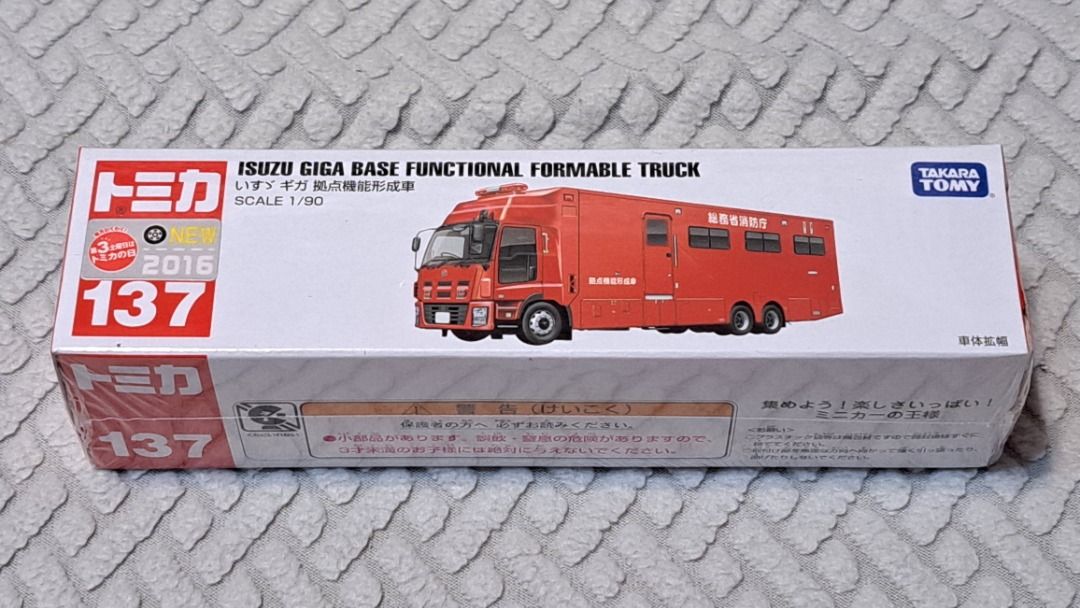 トミカ
ISUZU GIGA BASE FUNCTIONAL FORMABLE TRUCK
いすゞ ギガ 拠点機能形成車
SCALE 1/90
TAKARA
TOMY
第3土曜日は
トミカの日
NEW
2016
137
総務省消防庁
拠点機能形成車
車体拡幅
トミカ
137
警告(けいこく)
保護者の方へ 必ずお読みください。
●小部品があります。誤飲・窒息の危険がありますので、
3才未満のお子様には絶対に与えないでください。
集めよう!楽しさいっぱい!
ミニカーの王様
<お願い>